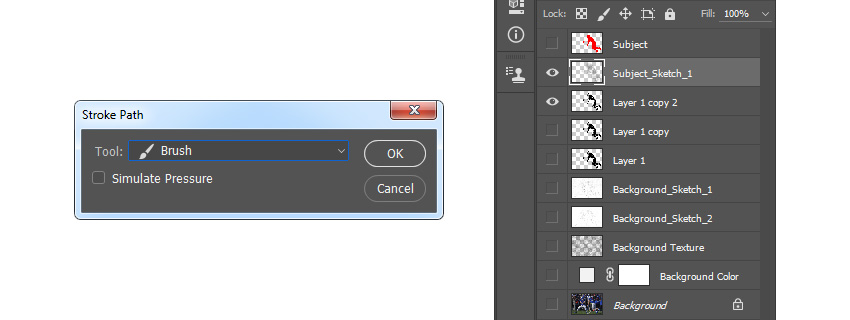 Stroke Path
Tool: Brush
Simulate Pressure
OK
Cancel
Lock: Fill: 100%
Subject
Subject_Sketch_1
Layer 1 copy 2
Layer 1 copy
Layer 1
Background_Sketch_1
Background_Sketch_2
Background Texture
Background Color
Background